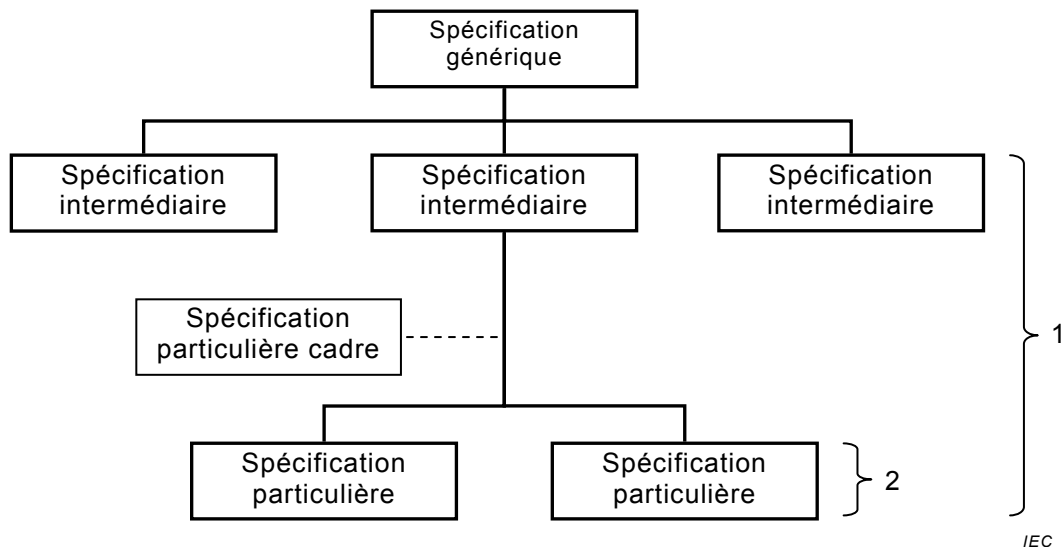 Spécification
générique
Spécification
intermédiaire
Spécification
intermédiaire
Spécification
intermédiaire
Spécification
particulière cadre
1
Spécification
particulière
Spécification
particulière
2
IEC